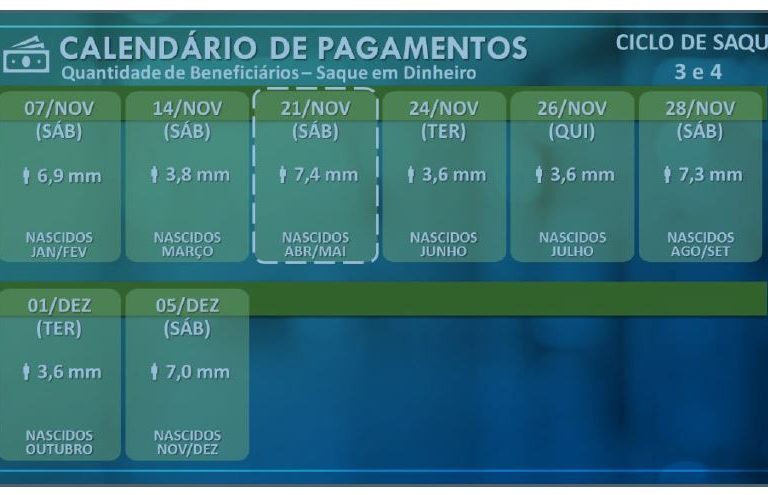 CALENDÁRIO DE PAGAMENTOS
Quantidade de Beneficiários – Saque em Dinheiro
CICLO DE SAQU
3 e 4
07/NOV
(SÁB)
6,9 mm
NASCIDOS
JAN/FEV
14/NOV
(SÁB)
3,8 mm
NASCIDOS
MARÇO
21/NOV
(SÁB)
7,4 mm
NASCIDOS
ABR/MAI
24/NOV
(TER)
3,6 mm
NASCIDOS
JUNHO
26/NOV
(QUI)
3,6 mm
NASCIDOS
JULHO
28/NOV
(SÁB)
7,3 mm
NASCIDOS
AGO/SET
01/DEZ
(TER)
3,6 mm
NASCIDOS
OUTUBRO
05/DEZ
(SÁB)
7,0 mm
NASCIDOS
NOV/DEZ